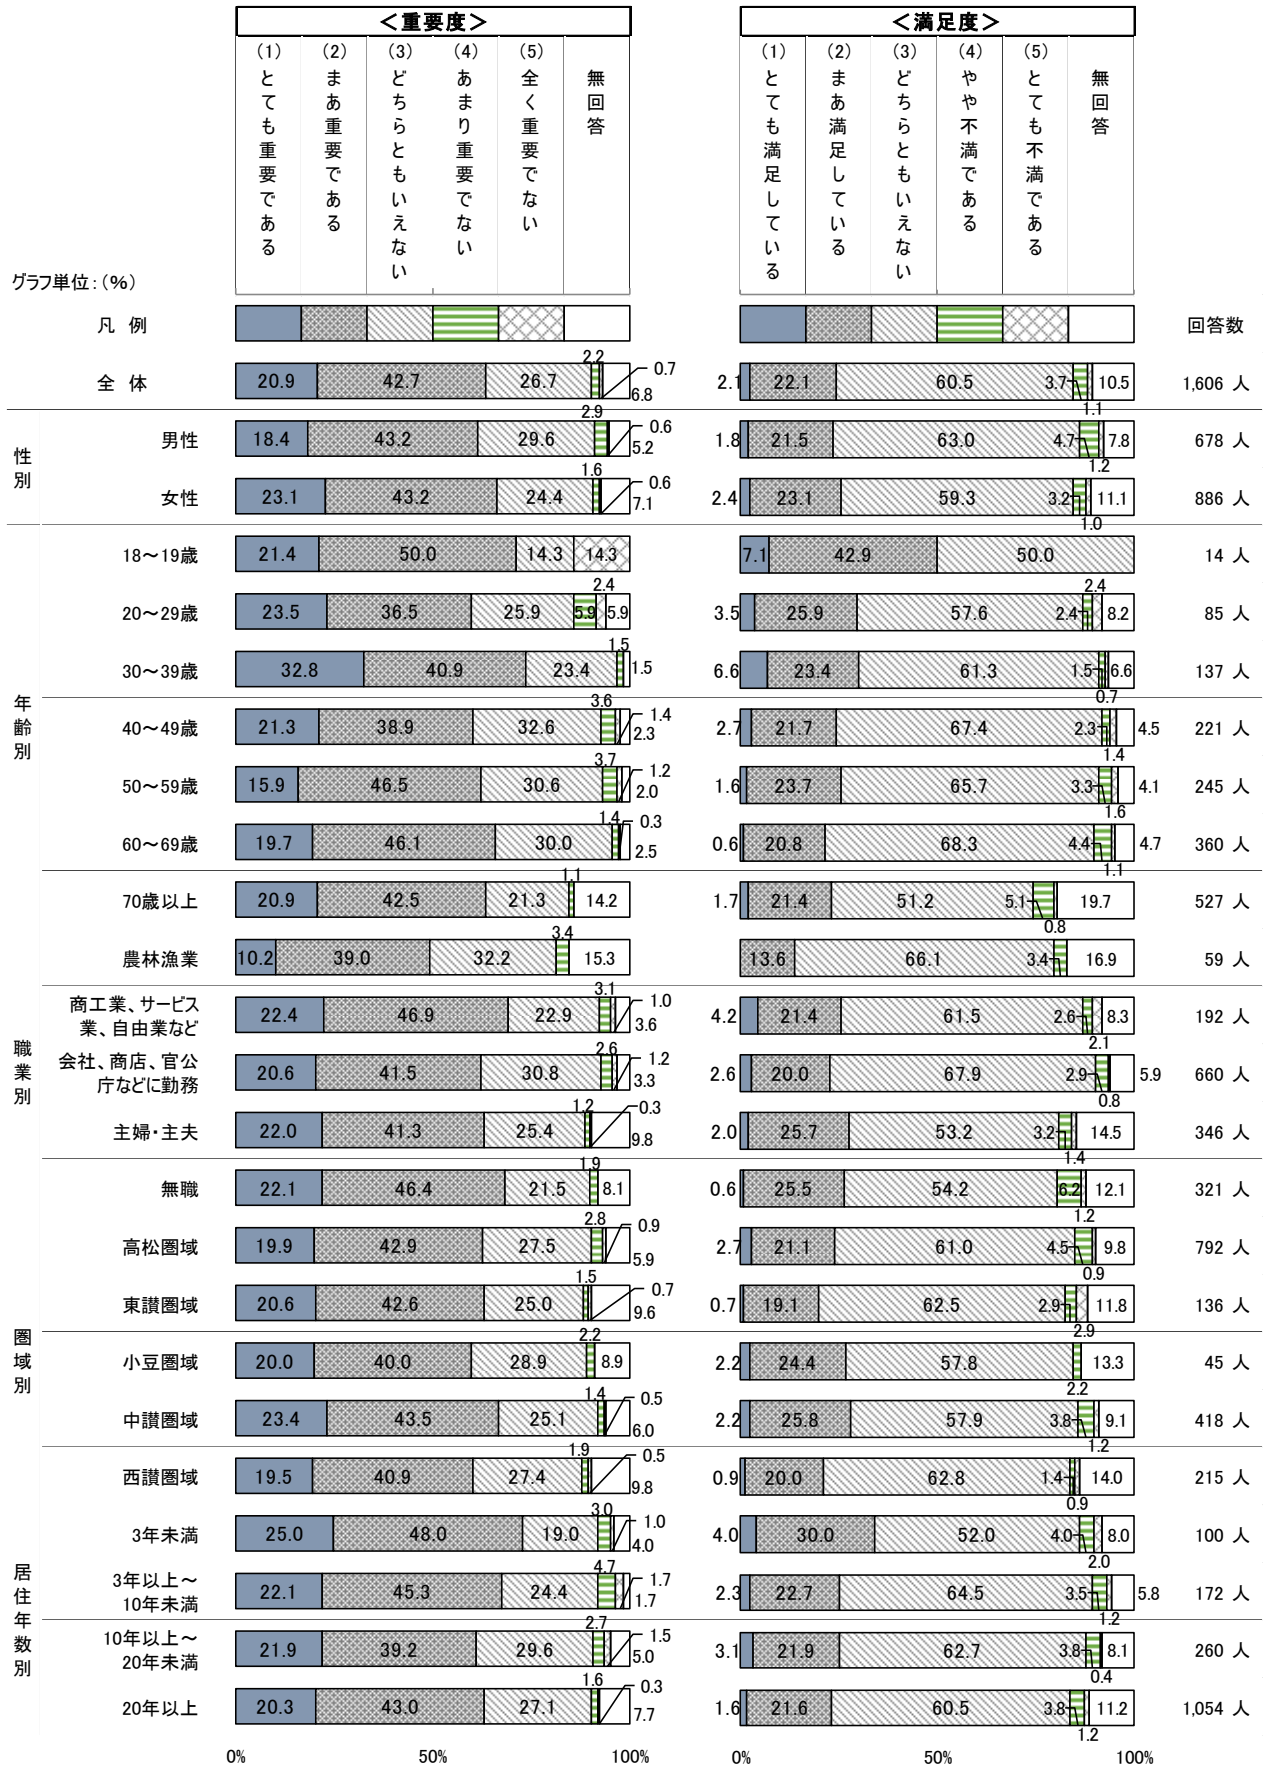 ＜重要度＞ ＜満足度＞
(1)とても重要である (2)まあ重要である (3)どちらともいえない (4)あまり重要でない (5)全く重要でない 無回答 (1)とても満足している (2)まあ満足している (3)どちらともいえない (4)やや不満である (5)とても不満である 無回答
グラフ単位：(%)
凡 例 回答数
全 体 20.9 42.7 26.7 2.2 0.7 6.8 2.1 22.1 60.5 3.7 1.1 10.5 1,606 人
性別
男性 18.4 43.2 29.6 2.9 0.6 5.2 1.8 21.5 63.0 4.7 1.2 7.8 678 人
女性 23.1 43.2 24.4 1.6 0.6 7.1 2.4 23.1 59.3 3.2 1.0 11.1 886 人
年齢別
18～19歳 21.4 50.0 14.3 14.3 7.1 42.9 50.0 14 人
20～29歳 23.5 36.5 25.9 5.9 2.4 5.9 3.5 25.9 57.6 2.4 2.4 8.2 85 人
30～39歳 32.8 40.9 23.4 1.5 1.5 6.6 23.4 61.3 1.5 0.7 6.6 137 人
40～49歳 21.3 38.9 32.6 3.6 1.4 2.3 2.7 21.7 67.4 2.3 1.4 4.5 221 人
50～59歳 15.9 46.5 30.6 3.7 1.2 2.0 1.6 23.7 65.7 3.3 1.6 4.1 245 人
60～69歳 19.7 46.1 30.0 1.4 0.3 2.5 0.6 20.8 68.3 4.4 1.1 4.7 360 人
70歳以上 20.9 42.5 21.3 1.1 14.2 1.7 21.4 51.2 5.1 0.8 19.7 527 人
職業別
農林漁業 10.2 39.0 32.2 3.4 15.3 13.6 66.1 3.4 16.9 59 人
商工業、サービス
業、自由業など 22.4 46.9 22.9 3.1 1.0 3.6 4.2 21.4 61.5 2.6 2.1 8.3 192 人
会社、商店、官公
庁などに勤務 20.6 41.5 30.8 2.6 1.2 3.3 2.6 20.0 67.9 2.9 0.8 5.9 660 人
主婦・主夫 22.0 41.3 25.4 1.2 0.3 9.8 2.0 25.7 53.2 3.2 1.4 14.5 346 人
無職 22.1 46.4 21.5 1.9 8.1 0.6 25.5 54.2 6.2 1.2 12.1 321 人
圏域別
高松圏域 19.9 42.9 27.5 2.8 0.9 5.9 2.7 21.1 61.0 4.5 0.9 9.8 792 人
東讃圏域 20.6 42.6 25.0 1.5 0.7 9.6 0.7 19.1 62.5 2.9 2.9 11.8 136 人
小豆圏域 20.0 40.0 28.9 2.2 8.9 2.2 24.4 57.8 2.2 13.3 45 人
中讃圏域 23.4 43.5 25.1 1.4 0.5 6.0 2.2 25.8 57.9 3.8 1.2 9.1 418 人
西讃圏域 19.5 40.9 27.4 1.9 0.5 9.8 0.9 20.0 62.8 1.4 0.9 14.0 215 人
居住年数別
3年未満 25.0 48.0 19.0 3.0 1.0 4.0 4.0 30.0 52.0 4.0 2.0 8.0 100 人
3年以上～
10年未満 22.1 45.3 24.4 4.7 1.7 1.7 2.3 22.7 64.5 3.5 1.2 5.8 172 人
10年以上～
20年未満 21.9 39.2 29.6 2.7 1.5 5.0 3.1 21.9 62.7 3.8 0.4 8.1 260 人
20年以上 20.3 43.0 27.1 1.6 0.3 7.7 1.6 21.6 60.5 3.8 1.2 11.2 1,054 人
0% 50% 100% 0% 50% 100%